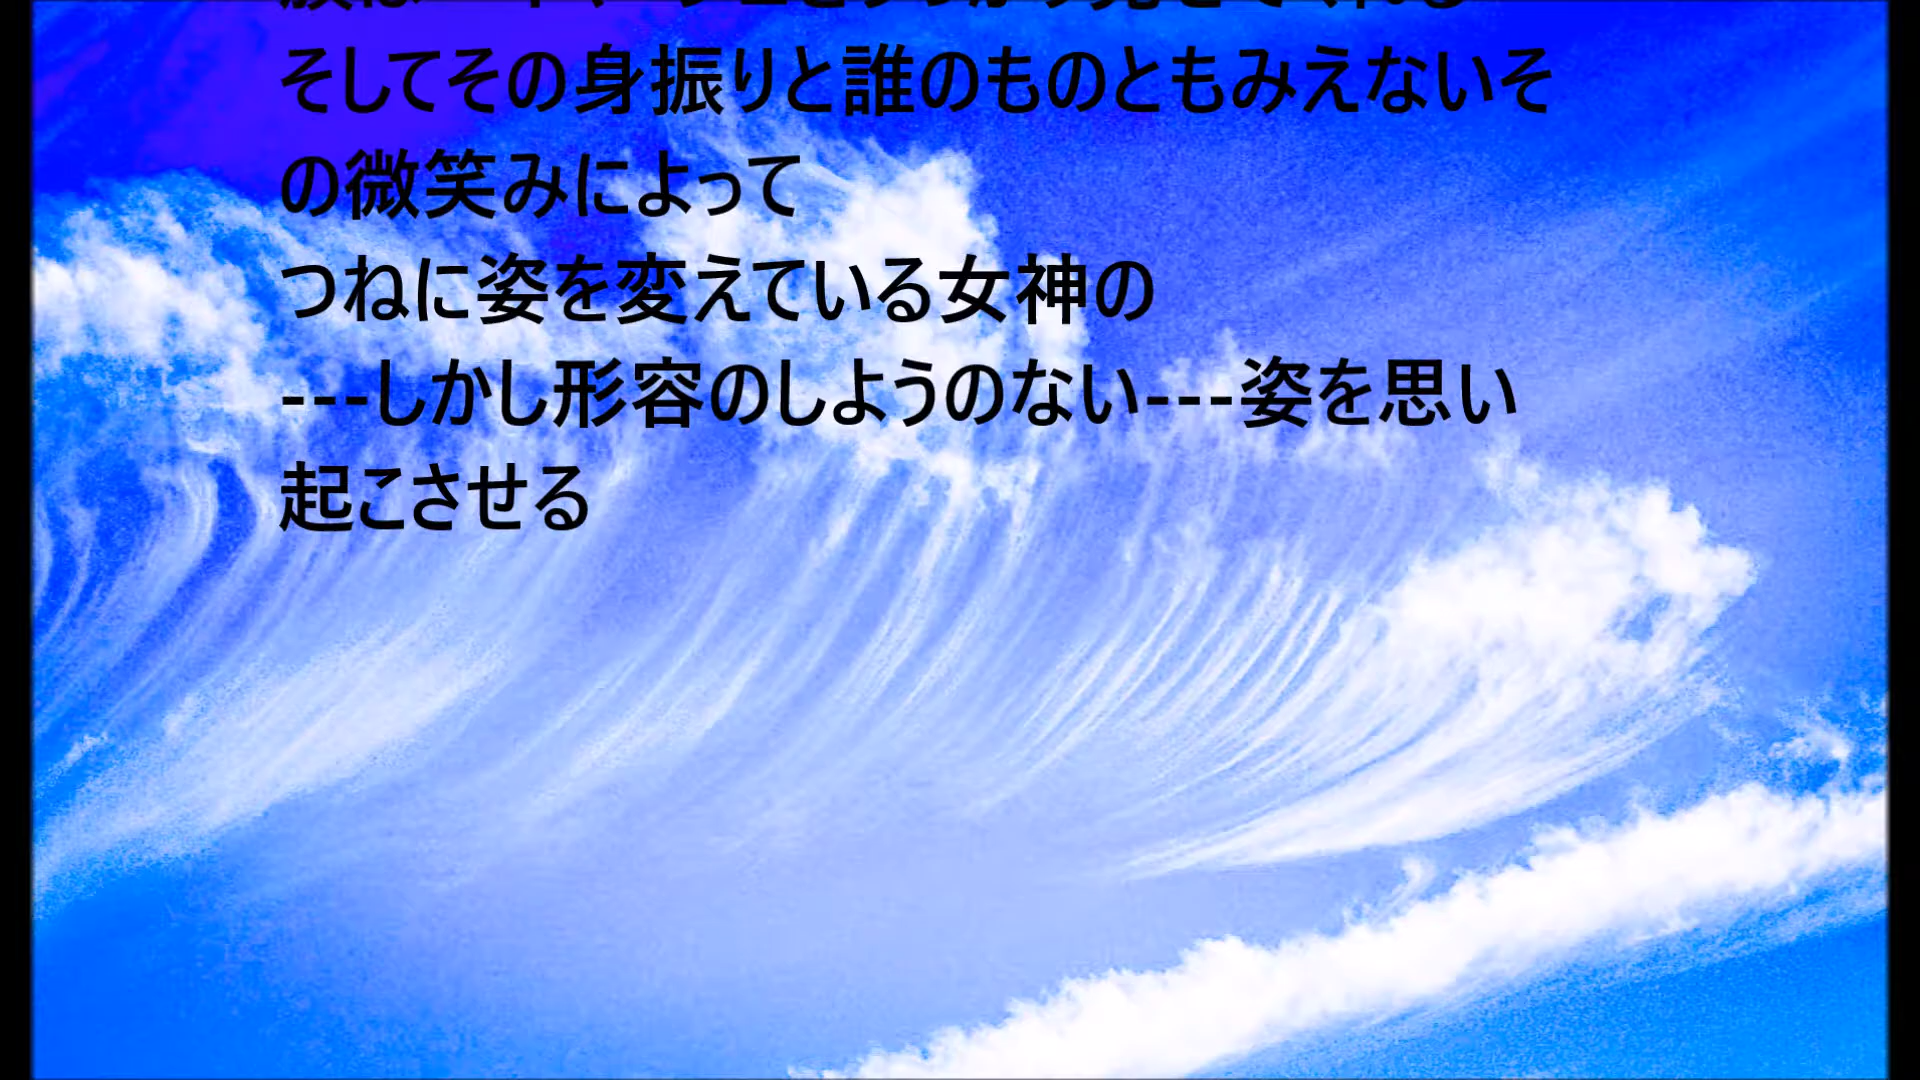 そしてその身振りと誰のものともみえないそ
の微笑みによって
つねに姿を変えている女神の
---しかし形容のしようのない---姿を思い
起こさせる